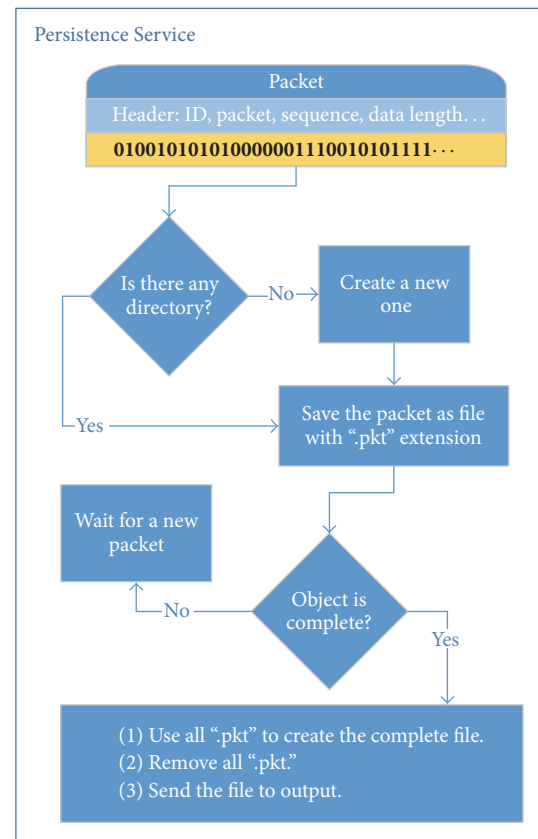 Persistence Service
Packet
Header: ID, packet, sequence, data length. . .
010010101010000001110010101111· · ·
Is there any
directory?
No
Create a new
one
Yes
Save the packet as file
with “.pkt” extension
Wait for a new
packet
Object is
complete?
No
Yes
(1) Use all “.pkt” to create the complete file.
(2) Remove all “.pkt.”
(3) Send the file to output.